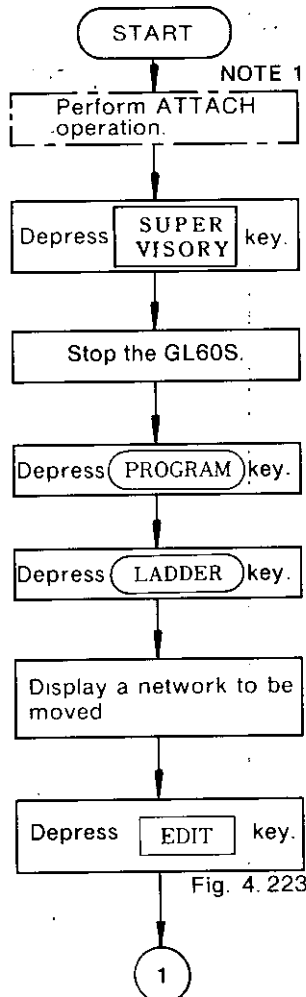 START
NOTE 1
Perform ATTACH
operation.
Depress SUPER VISORY key.
Stop the GL60S.
Depress PROGRAM key.
Depress LADDER key.
Display a network to be
moved
Depress EDIT key.
Fig. 4.223
1